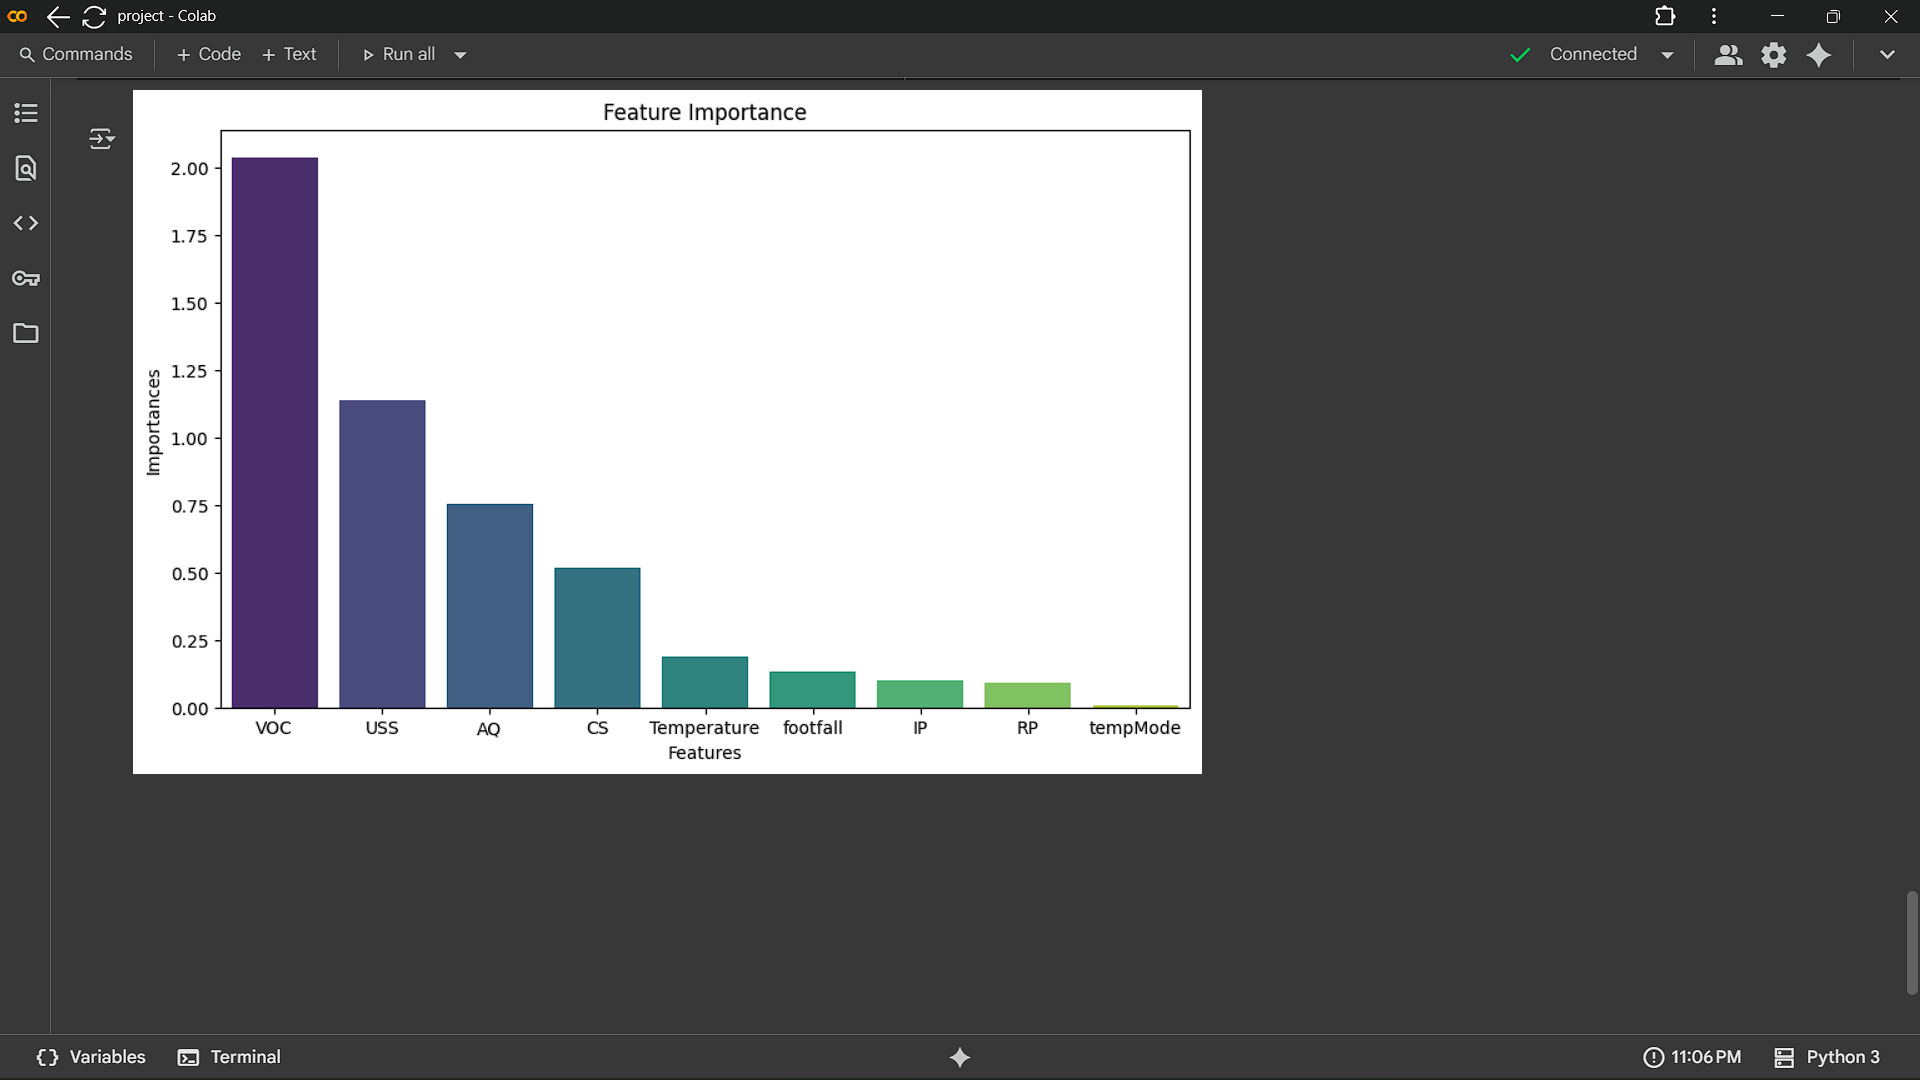 project - Colab
Commands + Code + Text Run all Connected
Feature Importance
2.00
1.75
1.50
1.25
1.00
0.75
0.50
0.25
0.00
Importances
VOC USS AQ CS Temperature footfall IP RP tempMode
Features
Variables Terminal 11:06 PM Python 3